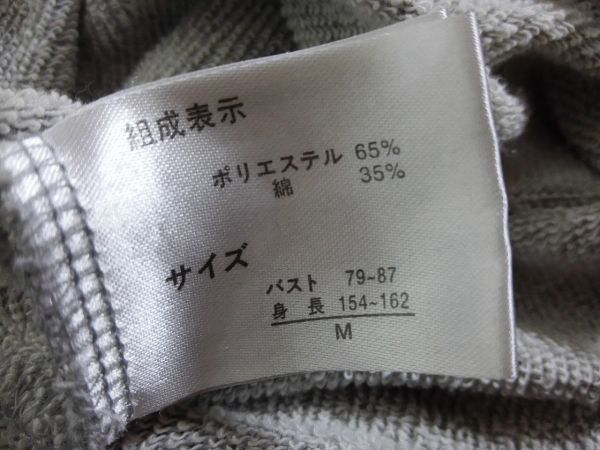 組成表示
ポリエステル 65%
綿 35%
サイズ
バスト 79~87
身長 154~162
M